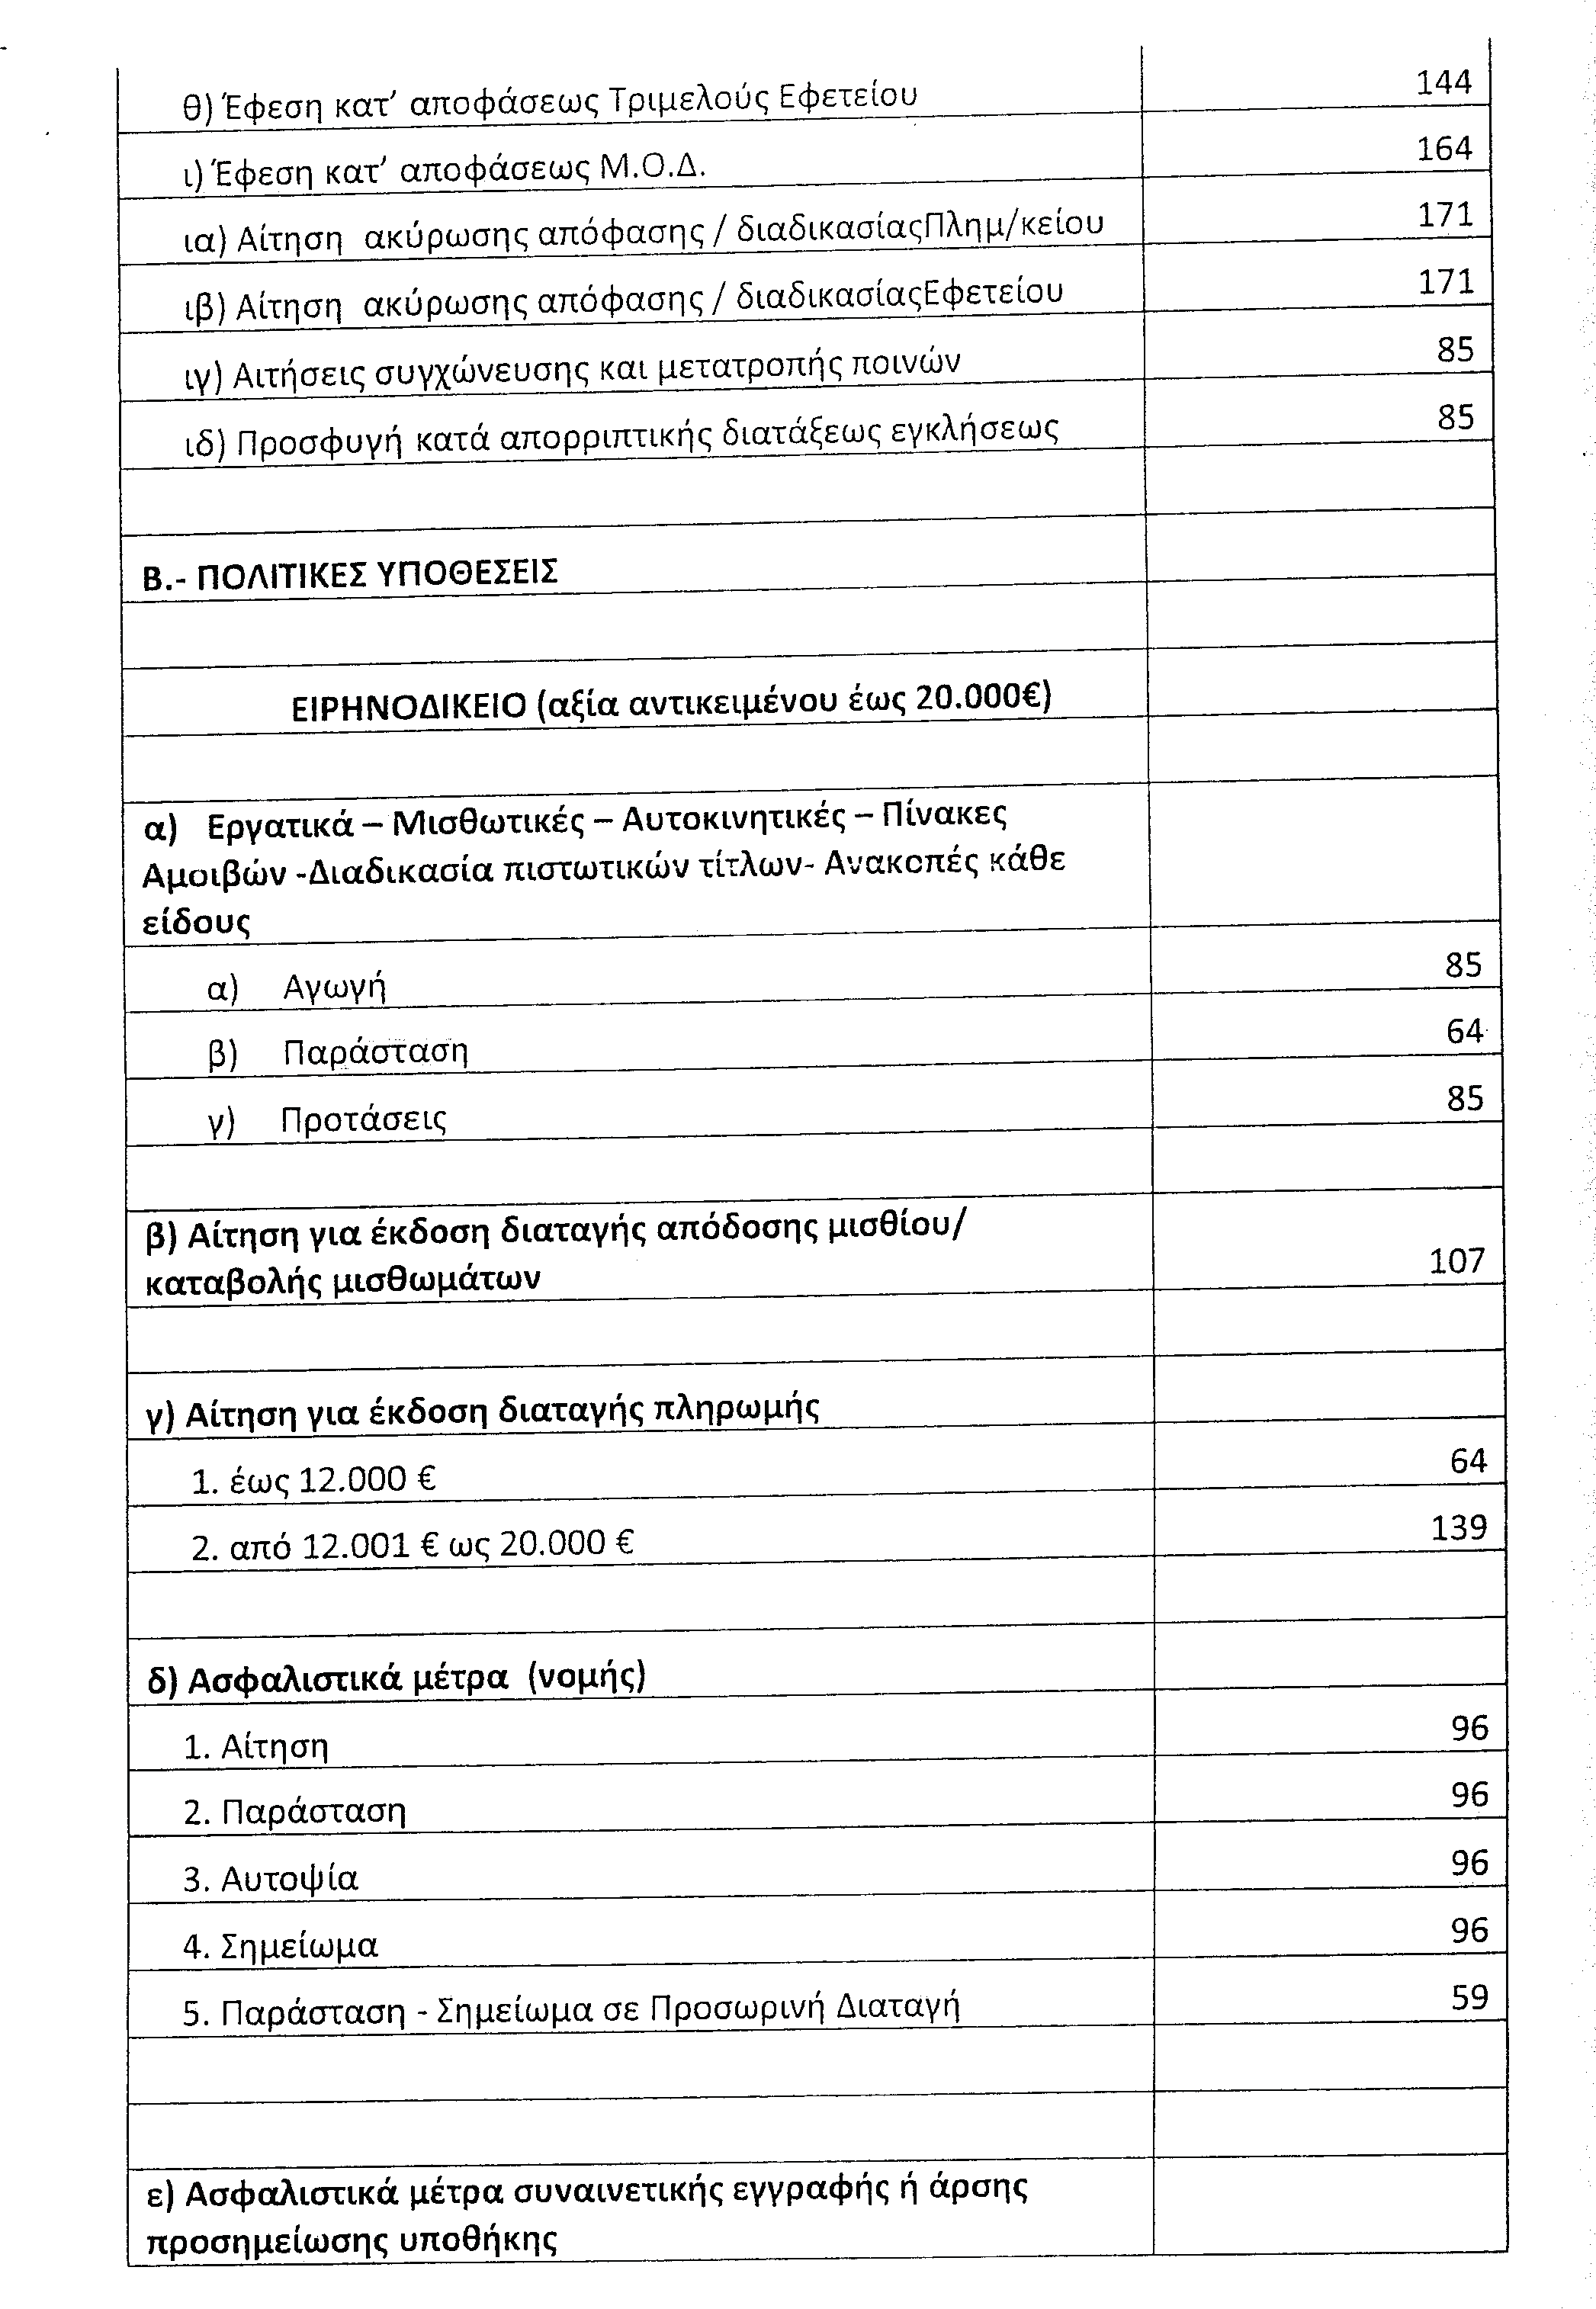 θ) Έφεση κατ’ αποφάσεως Τριμελούς Εφετείου 144
ι) Έφεση κατ’ αποφάσεως Μ.Ο.Δ. 164
ια) Αίτηση ακύρωσης απόφασης / διαδικασίαςΠλημ/κείου 171
ιβ) Αίτηση ακύρωσης απόφασης / διαδικασίαςΕφετείου 171
ιγ) Αιτήσεις συγχώνευσης και μετατροπής ποινών 85
ιδ) Προσφυγή κατά απορριπτικής διατάξεως εγκλήσεως 85
Β.- ΠΟΛΙΤΙΚΕΣ ΥΠΟΘΕΣΕΙΣ
ΕΙΡΗΝΟΔΙΚΕΙΟ (αξία αντικειμένου έως 20.000€)
α) Εργατικά – Μισθωτικές – Αυτοκινητικές – Πίνακες
Αμοιβών -Διαδικασία πιστωτικών τίτλων- Ανακοπές κάθε
είδους
α) Αγωγή 85
β) Παράσταση 64
γ) Προτάσεις 85
β) Αίτηση για έκδοση διαταγής απόδοσης μισθίου/
καταβολής μισθωμάτων 107
γ) Αίτηση για έκδοση διαταγής πληρωμής
1. έως 12.000 € 64
2. από 12.001 € ως 20.000 € 139
δ) Ασφαλιστικά μέτρα (νομής)
1. Αίτηση 96
2. Παράσταση 96
3. Αυτοψία 96
4. Σημείωμα 96
5. Παράσταση - Σημείωμα σε Προσωρινή Διαταγή 59
ε) Ασφαλιστικά μέτρα συναινετικής εγγραφής ή άρσης
προσημείωσης υποθήκης